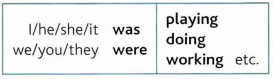 I/he/she/it was
we/you/they were
playing
doing
working etc.